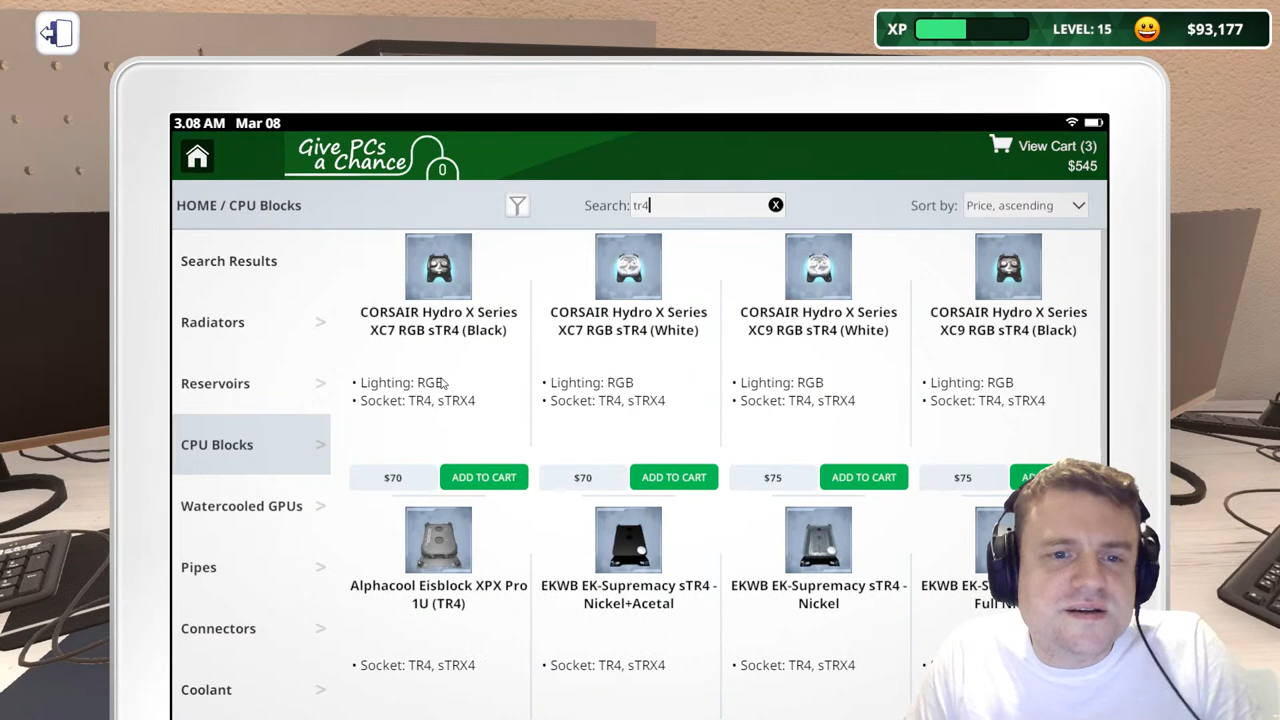 XP
LEVEL: 15
$93,177
3.08 AM Mar 08
Give PCs
a Chance
0
View Cart (3)
$545
HOME / CPU Blocks
Search: tr4
X
Sort by: Price, ascending
Search Results
Radiators >
Reservoirs >
CPU Blocks >
Watercooled GPUs >
Pipes >
Connectors >
Coolant >
CORSAIR Hydro X Series
XC7 RGB sTR4 (Black)
• Lighting: RGB
• Socket: TR4, sTRX4
$70 ADD TO CART
CORSAIR Hydro X Series
XC7 RGB sTR4 (White)
• Lighting: RGB
• Socket: TR4, sTRX4
$70 ADD TO CART
CORSAIR Hydro X Series
XC9 RGB sTR4 (White)
• Lighting: RGB
• Socket: TR4, sTRX4
$75 ADD TO CART
CORSAIR Hydro X Series
XC9 RGB sTR4 (Black)
• Lighting: RGB
• Socket: TR4, sTRX4
$75
Alphacool Eisblock XPX Pro
1U (TR4)
• Socket: TR4, sTRX4
EKWB EK-Supremacy sTR4 -
Nickel+Acetal
• Socket: TR4, sTRX4
EKWB EK-Supremacy sTR4 -
Nickel
• Socket: TR4, sTRX4
EKWB